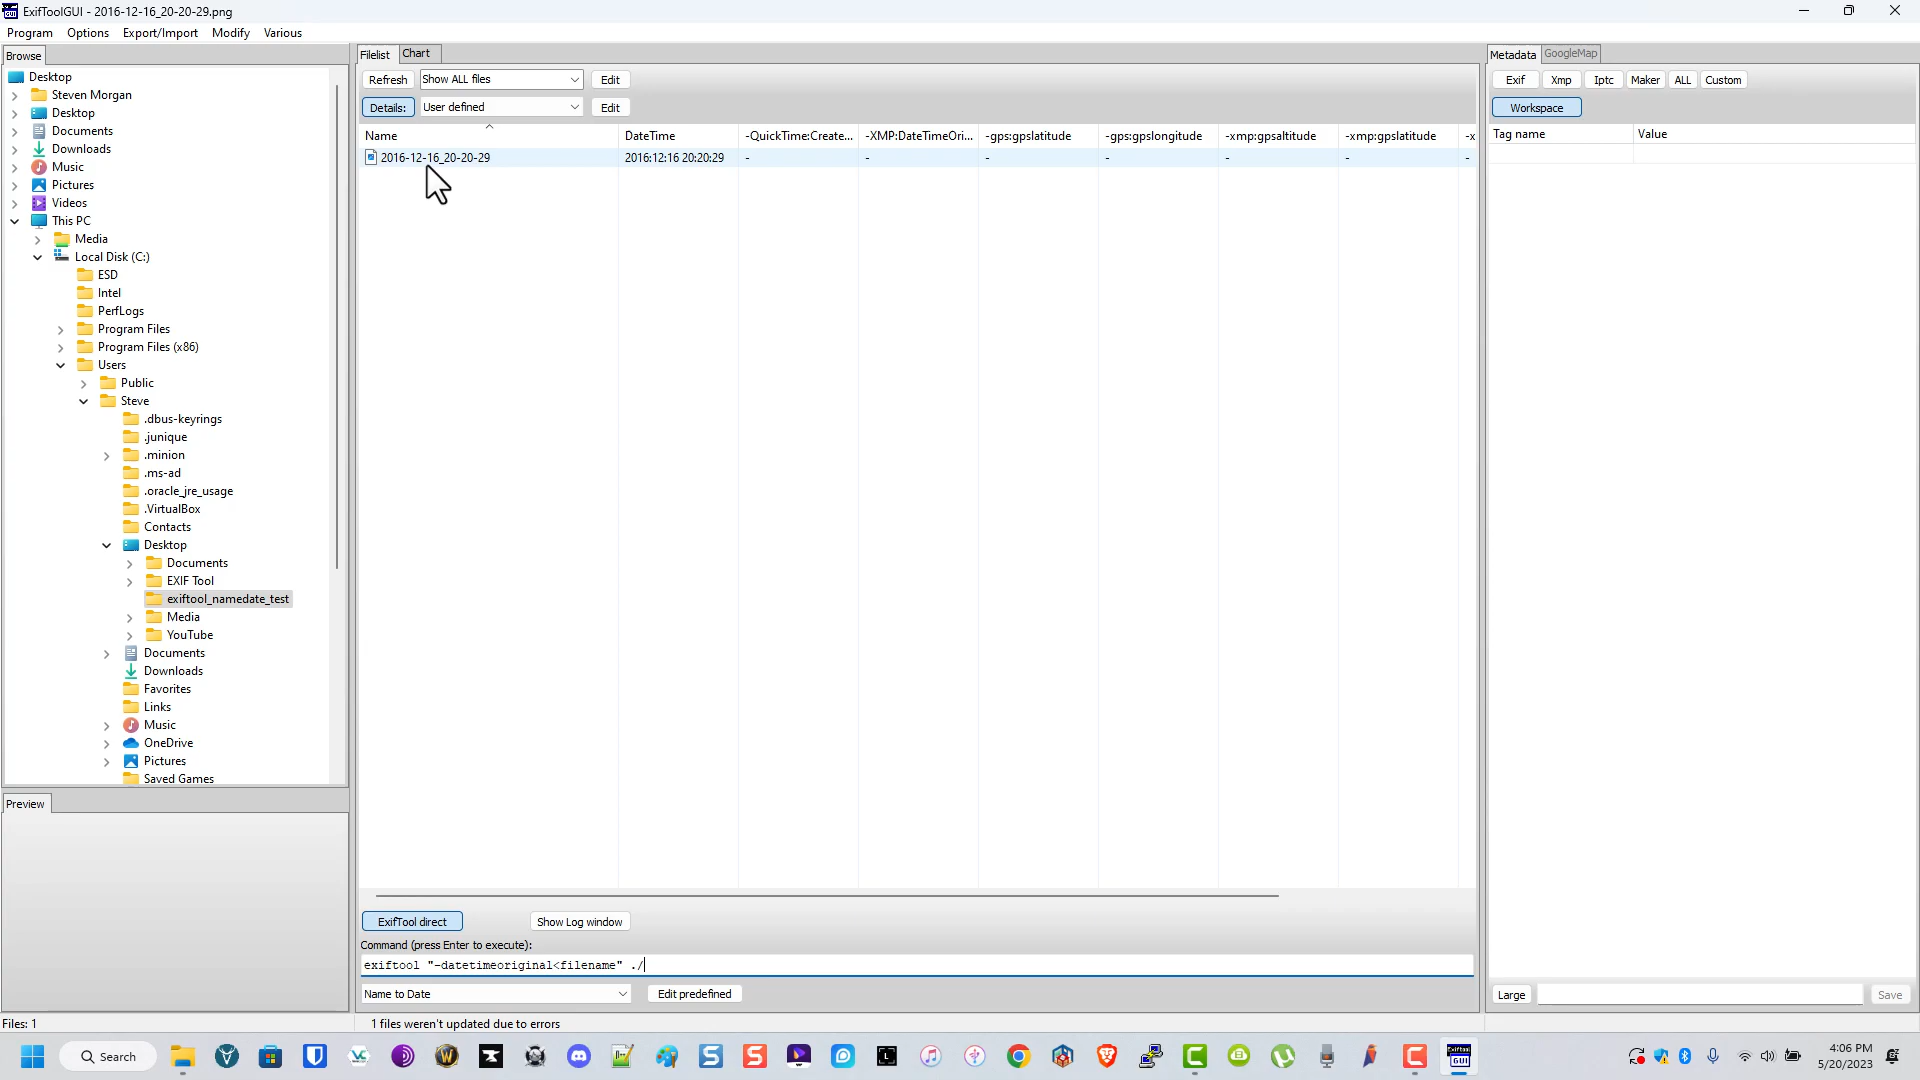 ExifToolGUI - 2016-12-16_20-20-29.png
Program Options Export/Import Modify Various
Browse
Desktop
Steven Morgan
Desktop
Documents
Downloads
Music
Pictures
Videos
This PC
Media
Local Disk (C:)
ESD
Intel
PerfLogs
Program Files
Program Files (x86)
Users
Public
Steve
.dbus-keyrings
.junique
.minion
.ms-ad
.oracle_jre_usage
.VirtualBox
Contacts
Desktop
Documents
EXIF Tool
exiftool_namedate_test
Media
YouTube
Documents
Downloads
Favorites
Links
Music
OneDrive
Pictures
Saved Games
Preview
Files: 1
Filelist Chart
Refresh Show ALL files Edit
Details: User defined Edit
Name DateTime -QuickTime:Create... -XMP:DateTimeOri... -gps:gpslatitude -gps:gpslongitude -xmp:gpsaltitude -xmp:gpslatitude -x
2016-12-16_20-20-29 2016:12:16 20:20:29 - - - - - - -
ExifTool direct Show Log window
Command (press Enter to execute):
exiftool "-datetimeoriginal<filename" ./
Name to Date Edit predefined
1 files weren't updated due to errors
Metadata GoogleMap
Exif Xmp Iptc Maker ALL Custom
Workspace
Tag name Value
Large Save
Search
4:06 PM
5/20/2023